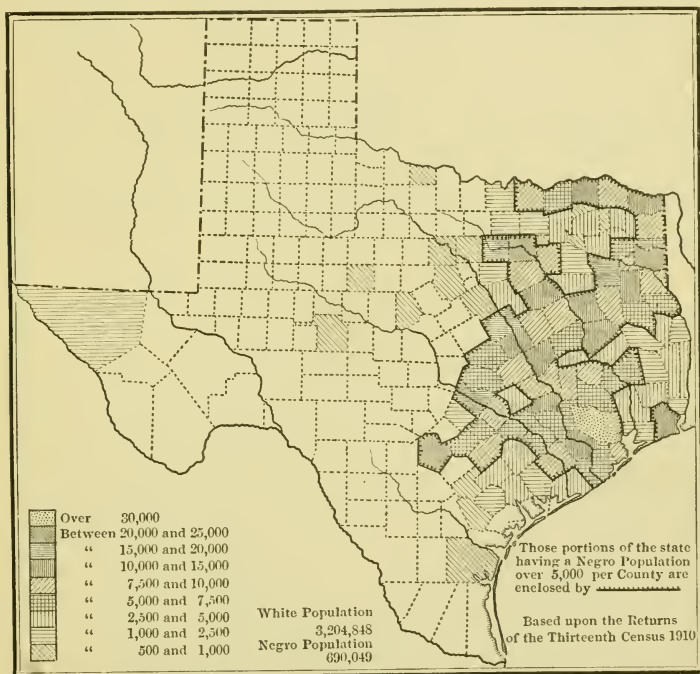 Over 30,000
Between 20,000 and 25,000
“ 15,000 and 20,000
“ 10,000 and 15,000
“ 7,500 and 10,000
“ 5,000 and 7,500
“ 2,500 and 5,000
“ 1,000 and 2,500
“ 500 and 1,000
White Population
3,204,848
Negro Population
690,049
Those portions of the state
having a Negro Population
over 5,000 per County are
enclosed by
Based upon the Returns
of the Thirteenth Census 1910